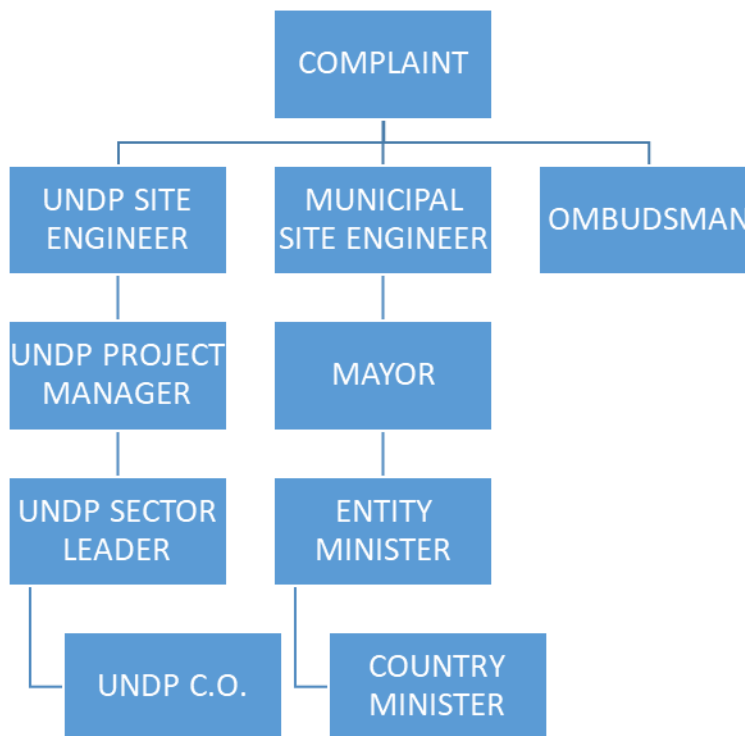 COMPLAINT
UNDP SITE
ENGINEER
MUNICIPAL
SITE ENGINEER
OMBUDSMAN
UNDP PROJECT
MANAGER
MAYOR
UNDP SECTOR
LEADER
ENTITY
MINISTER
UNDP C.O.
COUNTRY
MINISTER